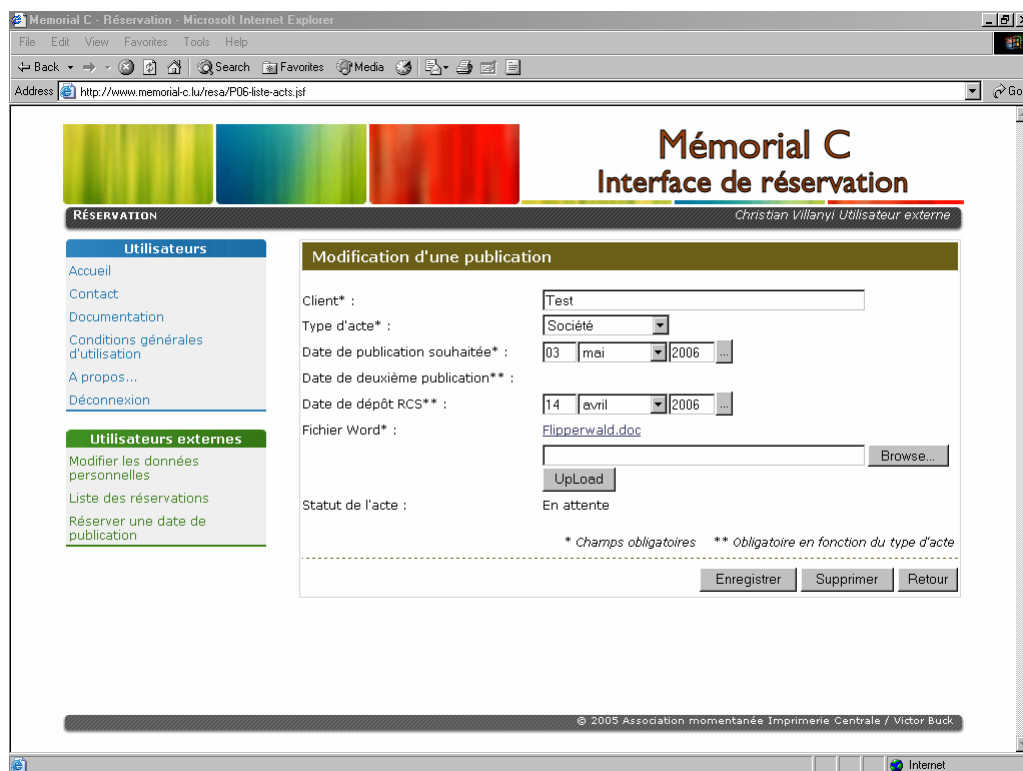 Memorial C - Réservation - Microsoft Internet Explorer
File Edit View Favorites Tools Help
Back Search Favorites Media
Address http://www.memorial-c.lu/resa/P06-liste-acts.jsf Go
Mémorial C
Interface de réservation
RÉSERVATION Christian Villanyi Utilisateur externe
Utilisateurs
Accueil
Contact
Documentation
Conditions générales
d'utilisation
A propos...
Déconnexion
Utilisateurs externes
Modifier les données
personnelles
Liste des réservations
Réserver une date de
publication
Modification d'une publication
Client* : Test
Type d'acte* : Société
Date de publication souhaitée* : 03 mai 2006 ...
Date de deuxième publication** :
Date de dépôt RCS** : 14 avril 2006 ...
Fichier Word* : Flipperwald.doc
Browse...
UpLoad
Statut de l'acte : En attente
* Champs obligatoires ** Obligatoire en fonction du type d'acte
Enregistrer Supprimer Retour
© 2005 Association momentanée Imprimerie Centrale / Victor Buck
Internet